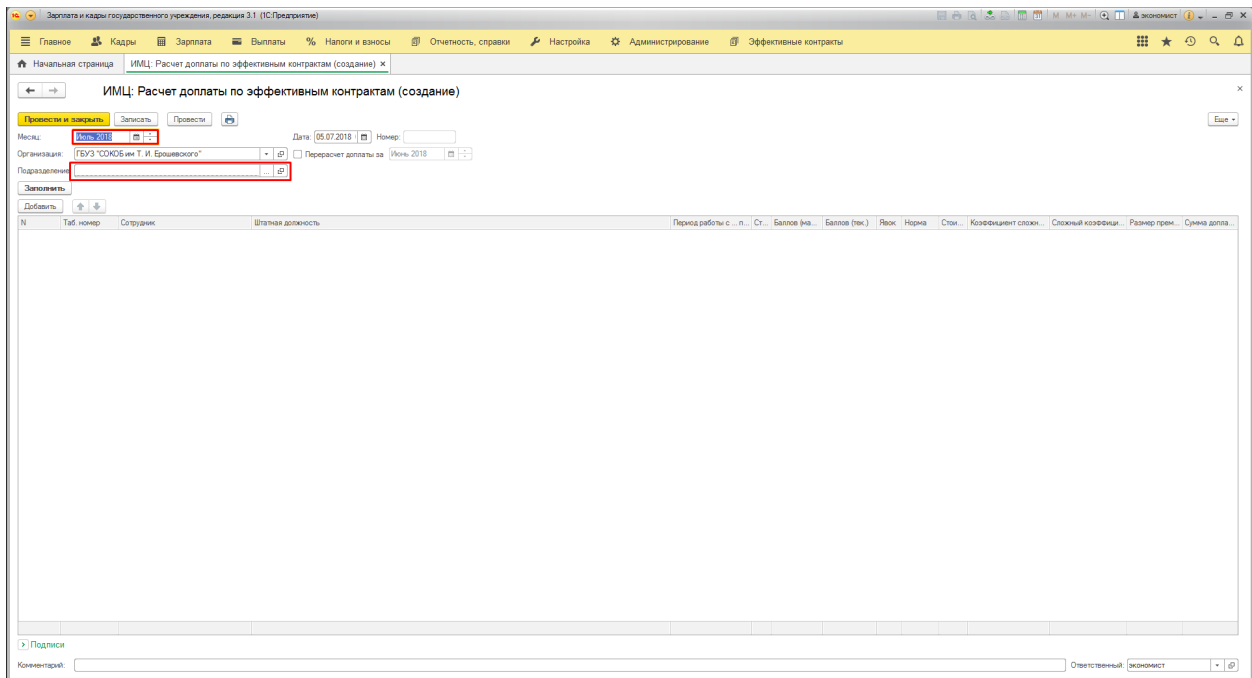 Зарплата и кадры государственного учреждения, редакция 3.1 (1С:Предприятие) M M+ M- экономист
Главное Кадры Зарплата Выплаты % Налоги и взносы Отчетность, справки Настройка Администрирование Эффективные контракты
Начальная страница ИМЦ: Расчет доплаты по эффективным контрактам (создание) ×
ИМЦ: Расчет доплаты по эффективным контрактам (создание)
Провести и закрыть Записать Провести Еще
Месяц: Июль 2018 Дата: 05.07.2018 Номер:
Организация: ГБУЗ "СОКОБ им Т. И. Ерошевского" Перерасчет доплаты за Июнь 2018
Подразделение:
Заполнить
Добавить
N Таб. номер Сотрудник Штатная должность Период работы с ... п... Ст... Баллов (ма... Баллов (тек.) Явок Норма Стои... Коэффициент сложн... Сложный коэффици... Размер прем... Сумма допла...
Подписи
Комментарий: Ответственный: экономист